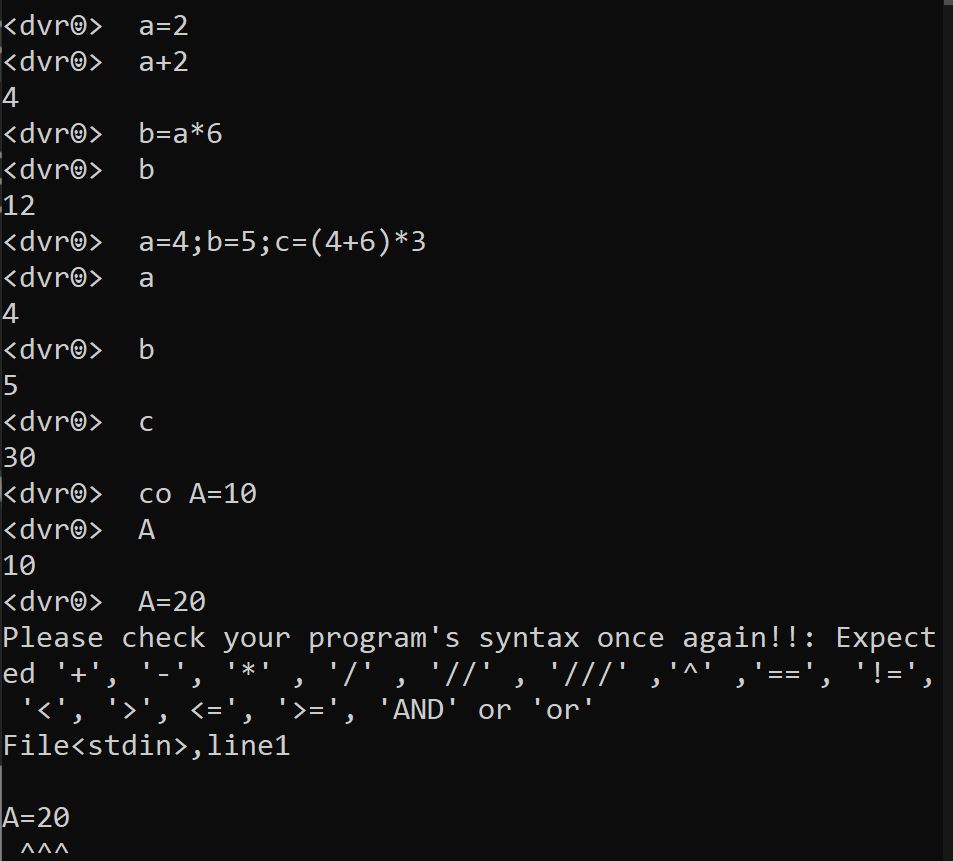 <dvr☺>  a=2
<dvr☺>  a+2
4
<dvr☺>  b=a*6
<dvr☺>  b
12
<dvr☺>  a=4;b=5;c=(4+6)*3
<dvr☺>  a
4
<dvr☺>  b
5
<dvr☺>  c
30
<dvr☺>  co A=10
<dvr☺>  A
10
<dvr☺>  A=20
Please check your program's syntax once again!!: Expect
ed '+', '-', '*' , '/' , '//' , '///' ,'^' ,'==', '!=',
 '<', '>', <=', '>=', 'AND' or 'or'
File<stdin>,line1
A=20
 ^^^